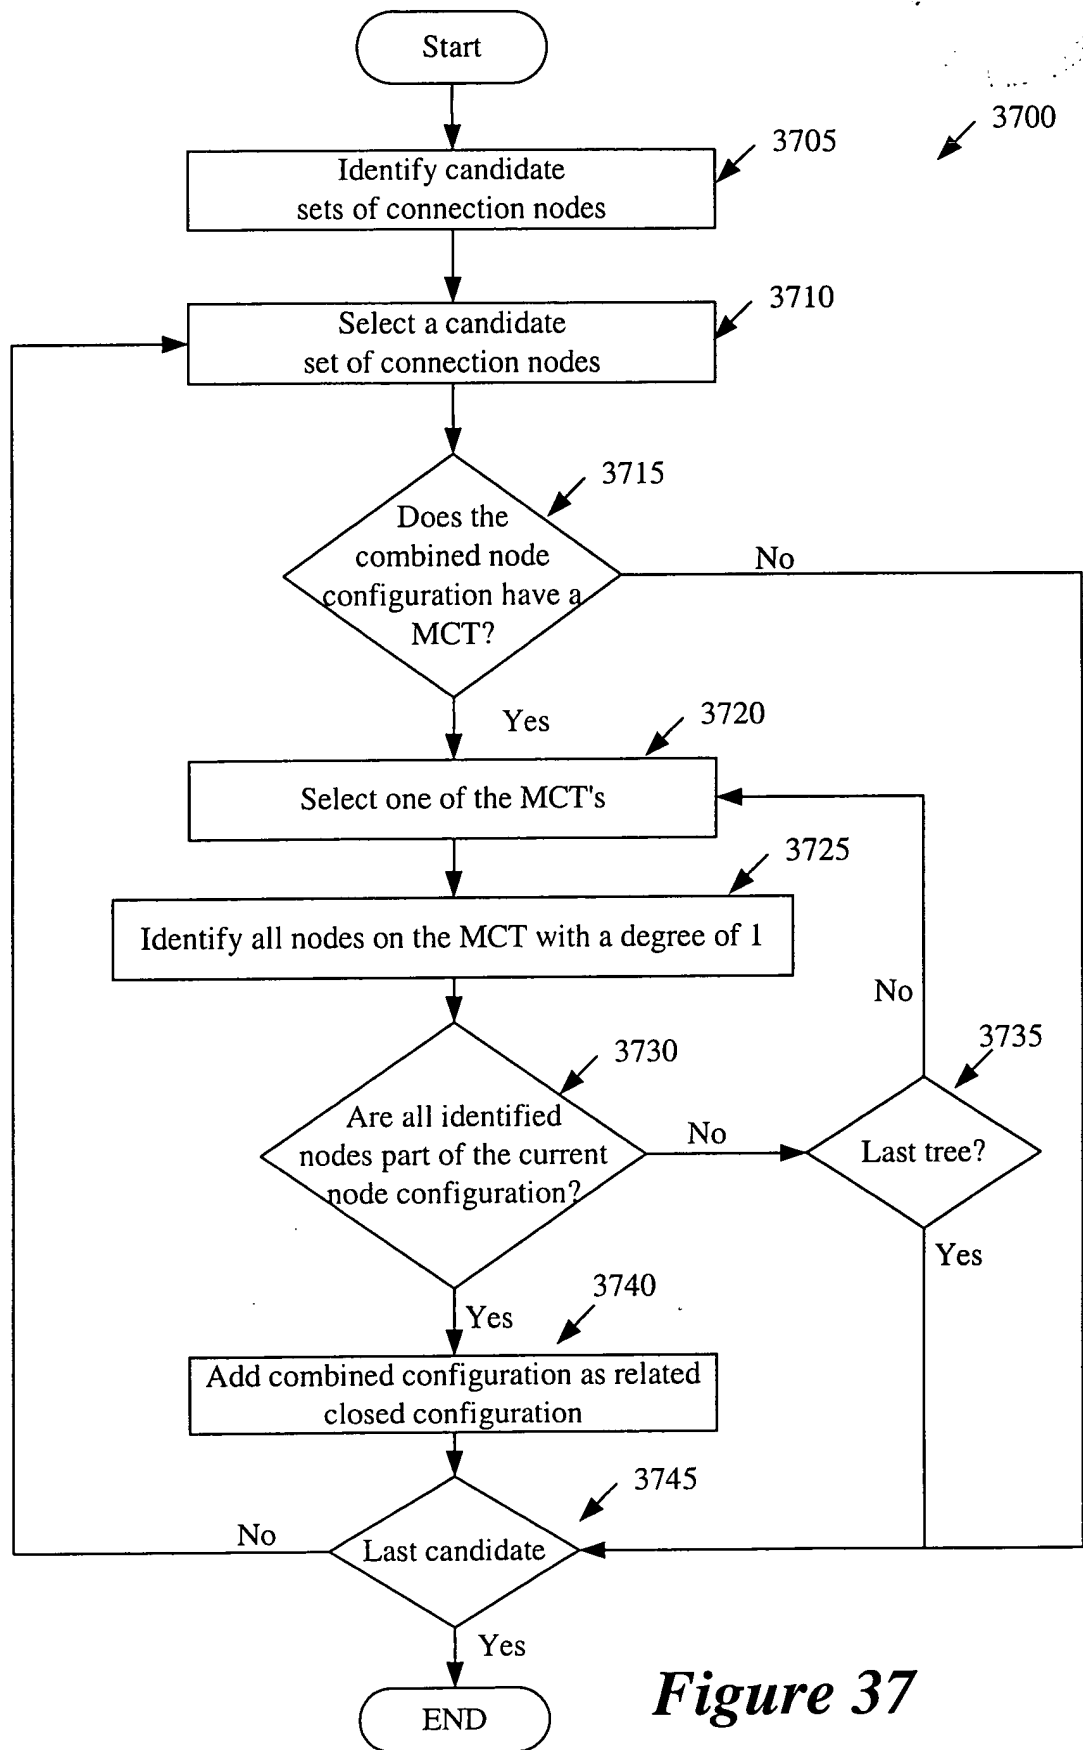 Start
3700
3705
Identify candidate
sets of connection nodes
3710
Select a candidate
set of connection nodes
3715
Does the
combined node
configuration have a
MCT?
No
Yes
3720
Select one of the MCT's
3725
Identify all nodes on the MCT with a degree of 1
No
3730
3735
Are all identified
nodes part of the current
node configuration?
No
Last tree?
Yes
3740
Yes
Add combined configuration as related
closed configuration
3745
No
Last candidate
Yes
END
Figure 37